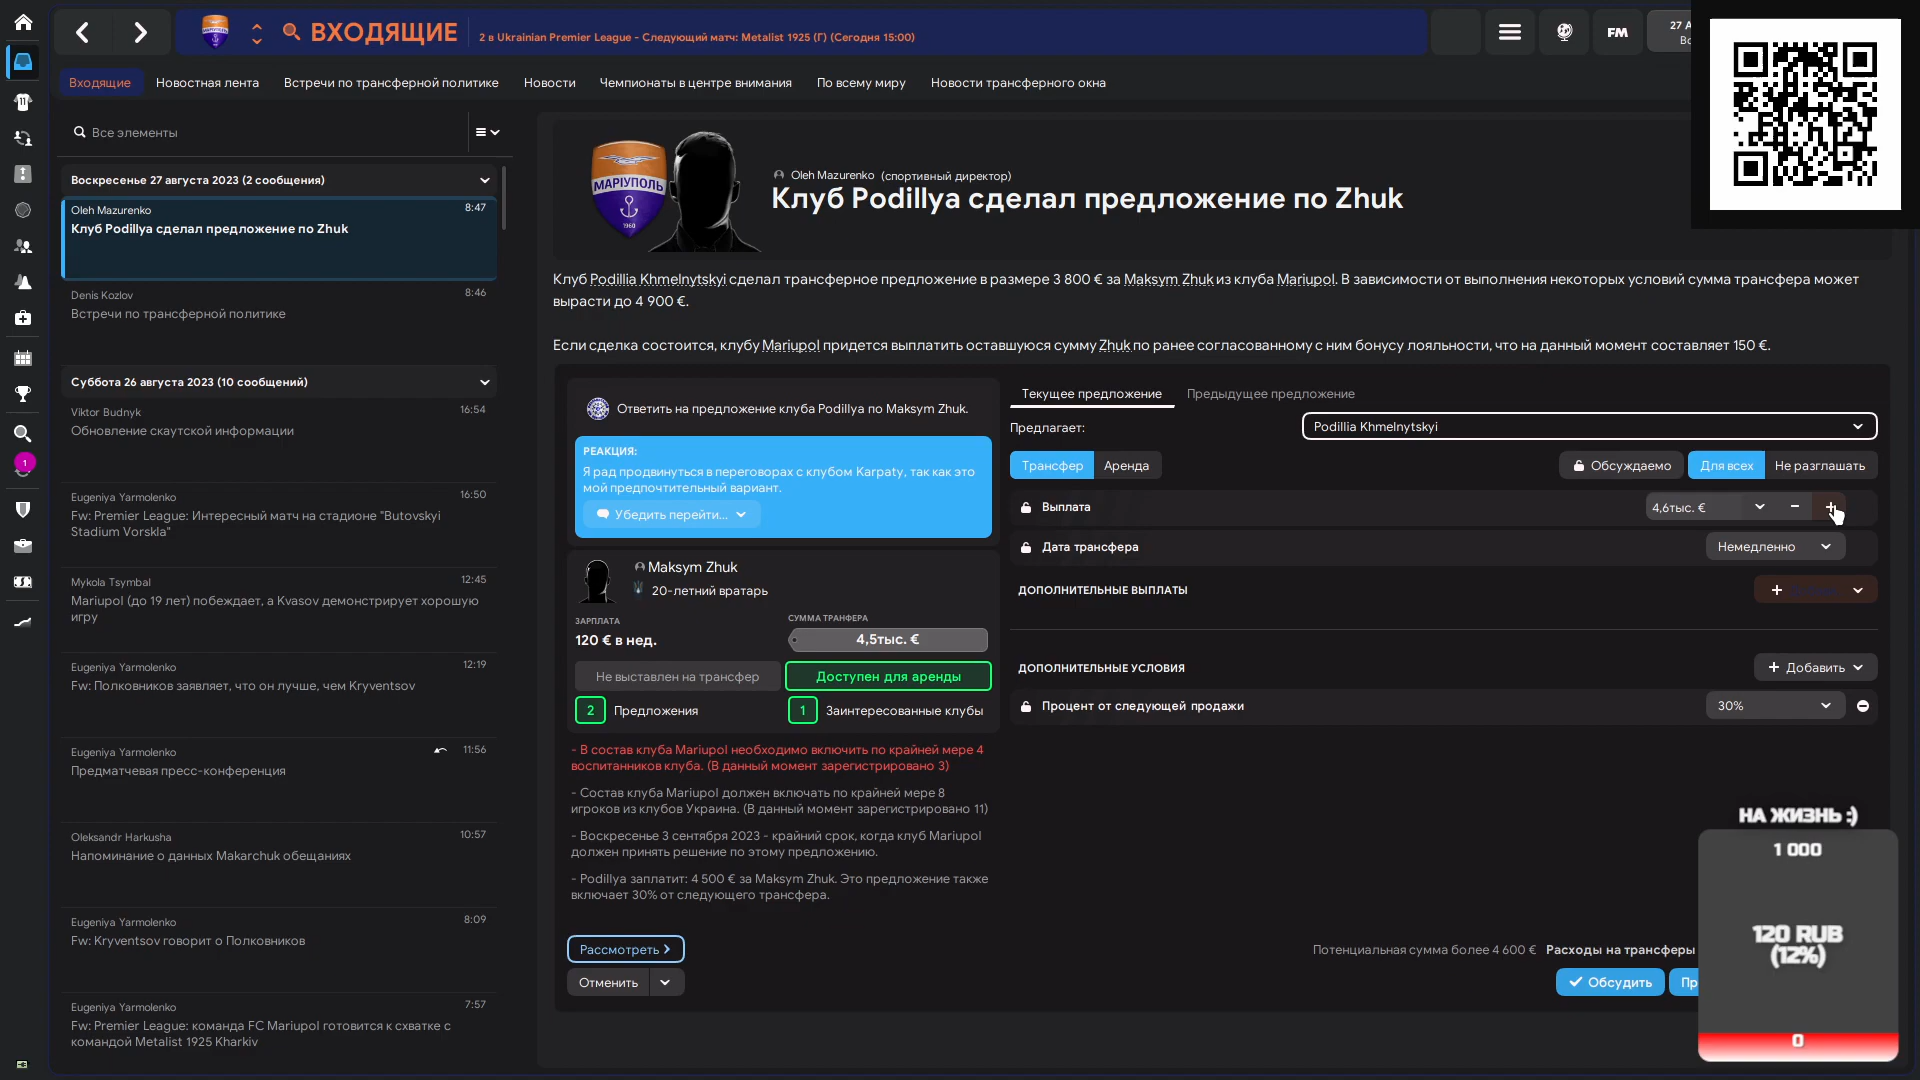 ВХОДЯЩИЕ
2 в Ukrainian Premier League - Следующий матч: Metalist 1925 (Г) (Сегодня 15:00)
FM
Входящие
Новостная лента
Встречи по трансферной политике
Новости
Чемпионаты в центре внимания
По всему миру
Новости трансферного окна
Все элементы
Воскресенье 27 августа 2023 (2 сообщения)
Oleh Mazurenko
8:47
Клуб Podillya сделал предложение по Zhuk
Denis Kozlov
8:46
Встречи по трансферной политике
Суббота 26 августа 2023 (10 сообщений)
Viktor Budnyk
16:54
Обновление скаутской информации
Eugeniya Yarmolenko
16:50
Fw: Premier League: Интересный матч на стадионе "Butovskyi
Stadium Vorskla"
Mykola Tsymbal
12:45
Mariupol (до 19 лет) побеждает, а Kvasov демонстрирует хорошую
игру
Eugeniya Yarmolenko
12:19
Fw: Полковников заявляет, что он лучше, чем Kryventsov
Eugeniya Yarmolenko
11:56
Предматчевая пресс-конференция
Oleksandr Harkusha
10:57
Напоминание о данных Makarchuk обещаниях
Eugeniya Yarmolenko
8:09
Fw: Kryventsov говорит о Полковников
Eugeniya Yarmolenko
7:57
Fw: Premier League: команда FC Mariupol готовится к схватке с
командой Metalist 1925 Kharkiv
МАРІУПОЛЬ
1960
Oleh Mazurenko (спортивный директор)
Клуб Podillya сделал предложение по Zhuk
Клуб Podillia Khmelnytskyi сделал трансферное предложение в размере 3 800 € за Maksym Zhuk из клуба Mariupol. В зависимости от выполнения некоторых условий сумма трансфера может
вырасти до 4 900 €.
Если сделка состоится, клубу Mariupol придется выплатить оставшуюся сумму Zhuk по ранее согласованному с ним бонусу лояльности, что на данный момент составляет 150 €.
Ответить на предложение клуба Podillya по Maksym Zhuk.
РЕАКЦИЯ:
Я рад продвинуться в переговорах с клубом Karpaty, так как это
мой предпочтительный вариант.
Убедить перейти...
Maksym Zhuk
20-летний вратарь
ЗАРПЛАТА
120 € в нед.
СУММА ТРАНФЕРА
4,5тыс. €
Не выставлен на трансфер
Доступен для аренды
2 Предложения
1 Заинтересованные клубы
- В состав клуба Mariupol необходимо включить по крайней мере 4
воспитанников клуба. (В данный момент зарегистрировано 3)
- Состав клуба Mariupol должен включать по крайней мере 8
игроков из клубов Украина. (В данный момент зарегистрировано 11)
- Воскресенье 3 сентября 2023 - крайний срок, когда клуб Mariupol
должен принять решение по этому предложению.
- Podillya заплатит: 4 500 € за Maksym Zhuk. Это предложение также
включает 30% от следующего трансфера.
Рассмотреть
Отменить
Текущее предложение
Предыдущее предложение
Предлагает:
Podillia Khmelnytskyi
Трансфер
Аренда
Обсуждаемо
Для всех
Не разглашать
Выплата
4,6тыс. €
Дата трансфера
Немедленно
ДОПОЛНИТЕЛЬНЫЕ ВЫПЛАТЫ
ДОПОЛНИТЕЛЬНЫЕ УСЛОВИЯ
Добавить
Процент от следующей продажи
30%
Потенциальная сумма более 4 600 € Расходы на трансферы
Обсудить
НА ЖИЗНЬ :)
1 000
120 RUB
(12%)
0
1